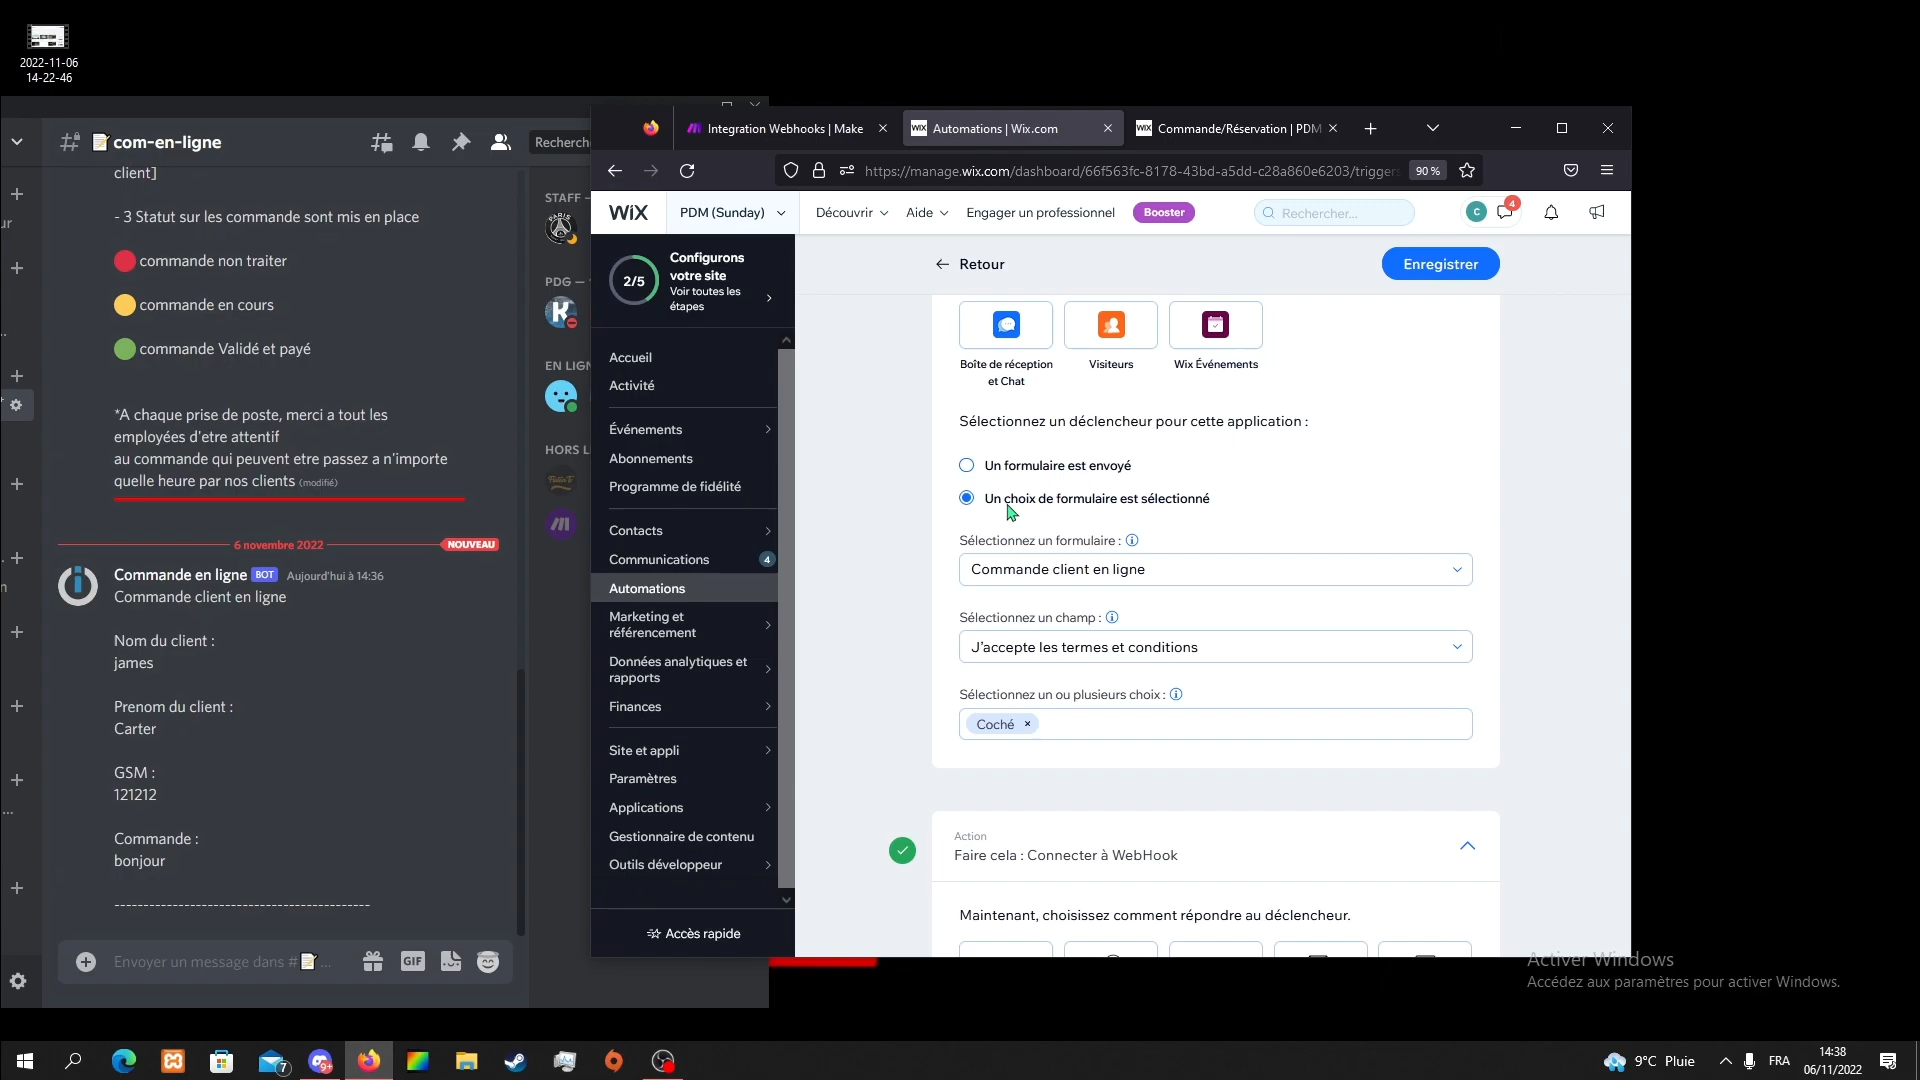 2022-11-06
14-22-46
com-en-ligne
Recherch
client]
- 3 Statut sur les commande sont mis en place
commande non traiter
commande en cours
commande Validé et payé
*A chaque prise de poste, merci a tout les
employées d'etre attentif
au commande qui peuvent etre passez a n'importe
quelle heure par nos clients (modifié)
6 novembre 2022
NOUVEAU
Commande en ligne BOT Aujourd'hui à 14:36
Commande client en ligne
Nom du client :
james
Prenom du client :
Carter
GSM :
121212
Commande :
bonjour
--------------------------------------------
Envoyer un message dans # ...
GIF
STAFF —
PARIS
PDG —
EN LIGN
HORS L
Integration Webhooks | Make
WIX Automations | Wix.com
WIX Commande/Réservation | PDM
https://manage.wix.com/dashboard/66f563fc-8178-43bd-a5dd-c28a860e6203/triggers
90 %
WIX
PDM (Sunday)
Découvrir
Aide
Engager un professionnel
Booster
Rechercher...
C
4
2/5
Configurons
votre site
Voir toutes les
étapes
Accueil
Activité
Événements
Abonnements
Programme de fidélité
Contacts
Communications 4
Automations
Marketing et
référencement
Données analytiques et
rapports
Finances
Site et appli
Paramètres
Applications
Gestionnaire de contenu
Outils développeur
Accès rapide
Retour
Enregistrer
Boîte de réception
et Chat
Visiteurs
Wix Événements
Sélectionnez un déclencheur pour cette application :
Un formulaire est envoyé
Un choix de formulaire est sélectionné
Sélectionnez un formulaire :
Commande client en ligne
Sélectionnez un champ :
J'accepte les termes et conditions
Sélectionnez un ou plusieurs choix :
Coché ×
Action
Faire cela : Connecter à WebHook
Maintenant, choisissez comment répondre au déclencheur.
Activer Windows
Accédez aux paramètres pour activer Windows.
7
9+
9°C Pluie
FRA
14:38
06/11/2022